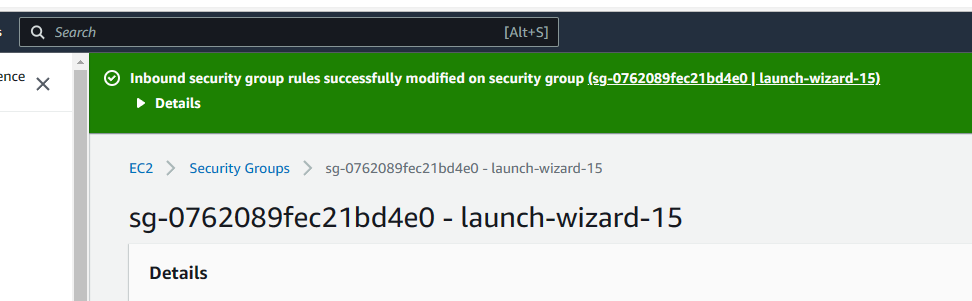 s
Search [Alt+S]
ence
Inbound security group rules successfully modified on security group (sg-0762089fec21bd4e0 | launch-wizard-15)
Details
EC2 Security Groups sg-0762089fec21bd4e0 - launch-wizard-15
sg-0762089fec21bd4e0 - launch-wizard-15
Details